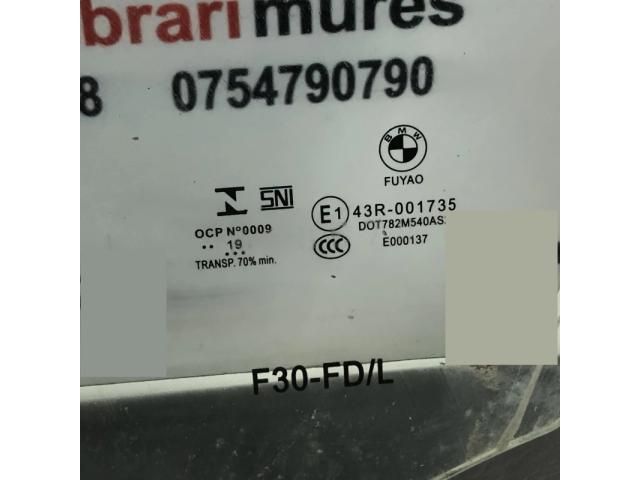 brari mures
8 0754790790
BMW
FUYAO
SNI
OCP Nº0009
E1 43R-001735
DOT782M540AS
.. 19
...
CCC
E000137
TRANSP. 70% min.
F30-FD/L